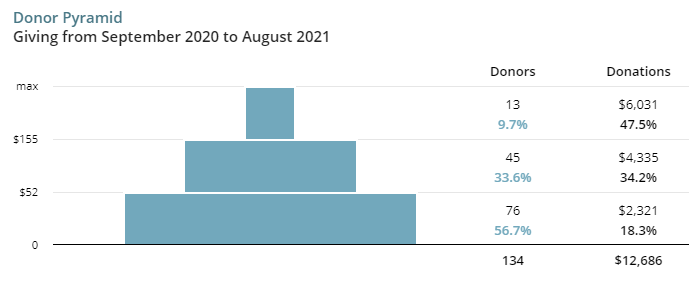 Donor Pyramid
Giving from September 2020 to August 2021
Donors Donations
max
13 $6,031
9.7% 47.5%
$155
45 $4,335
33.6% 34.2%
$52
76 $2,321
56.7% 18.3%
0
134 $12,686